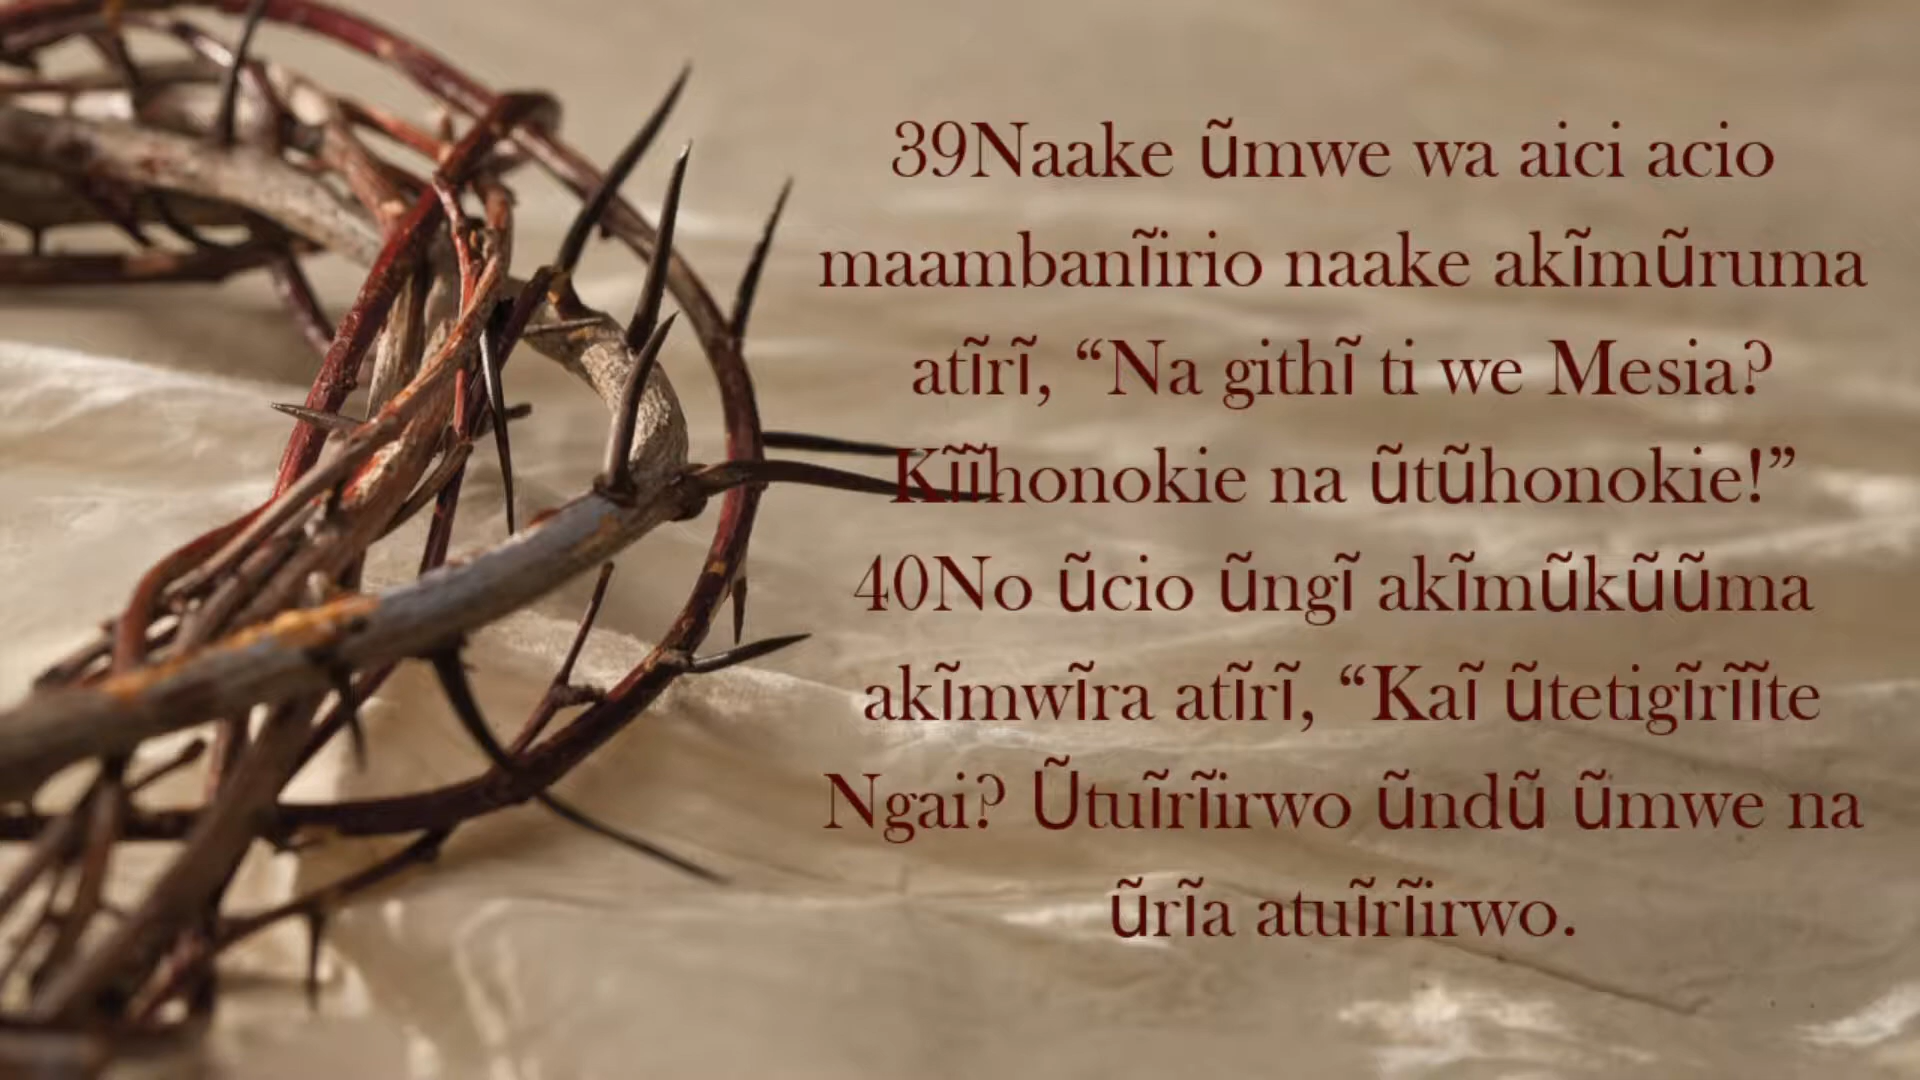 39Naake ũmwe wa aici acio
maambanĩirio naake akĩmũruma
atĩrĩ, “Na githĩ ti we Mesia?
Kĩĩhonokie na ũtũhonokie!”
40No ũcio ũngĩ akĩmũkũũma
akĩmwĩra atĩrĩ, “Kaĩ ũtetigĩrĩĩte
Ngai? Ũtuĩrĩirwo ũndũ ũmwe na
ũrĩa atuĩrĩirwo.